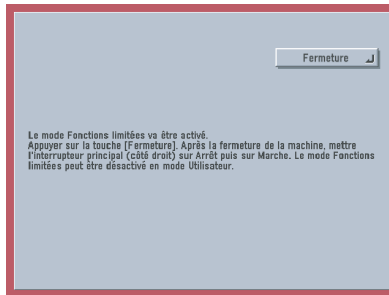 Fermeture
Le mode Fonctions limitées va être activé.
Appuyer sur la touche [Fermeture]. Après la fermeture de la machine, mettre
l'interrupteur principal (côté droit) sur Arrêt puis sur Marche. Le mode Fonctions
limitées peut être désactivé en mode Utilisateur.